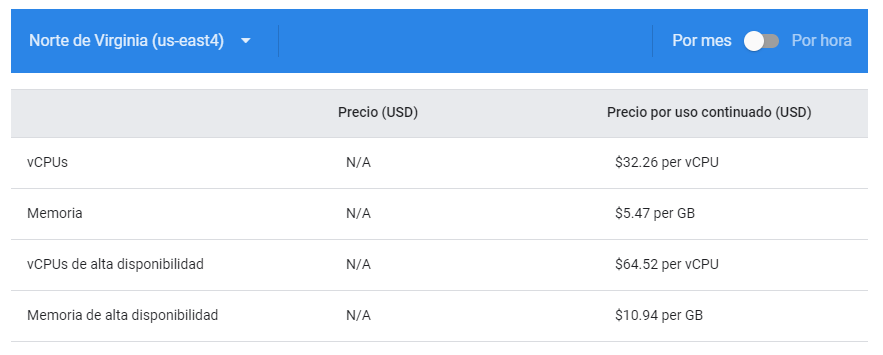 Norte de Virginia (us-east4) Por mes Por hora
Precio (USD) Precio por uso continuado (USD)
vCPUs N/A $32.26 per vCPU
Memoria N/A $5.47 per GB
vCPUs de alta disponibilidad N/A $64.52 per vCPU
Memoria de alta disponibilidad N/A $10.94 per GB